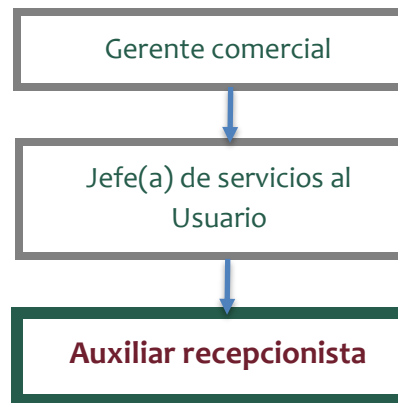 Gerente comercial
Jefe(a) de servicios al
Usuario
Auxiliar recepcionista